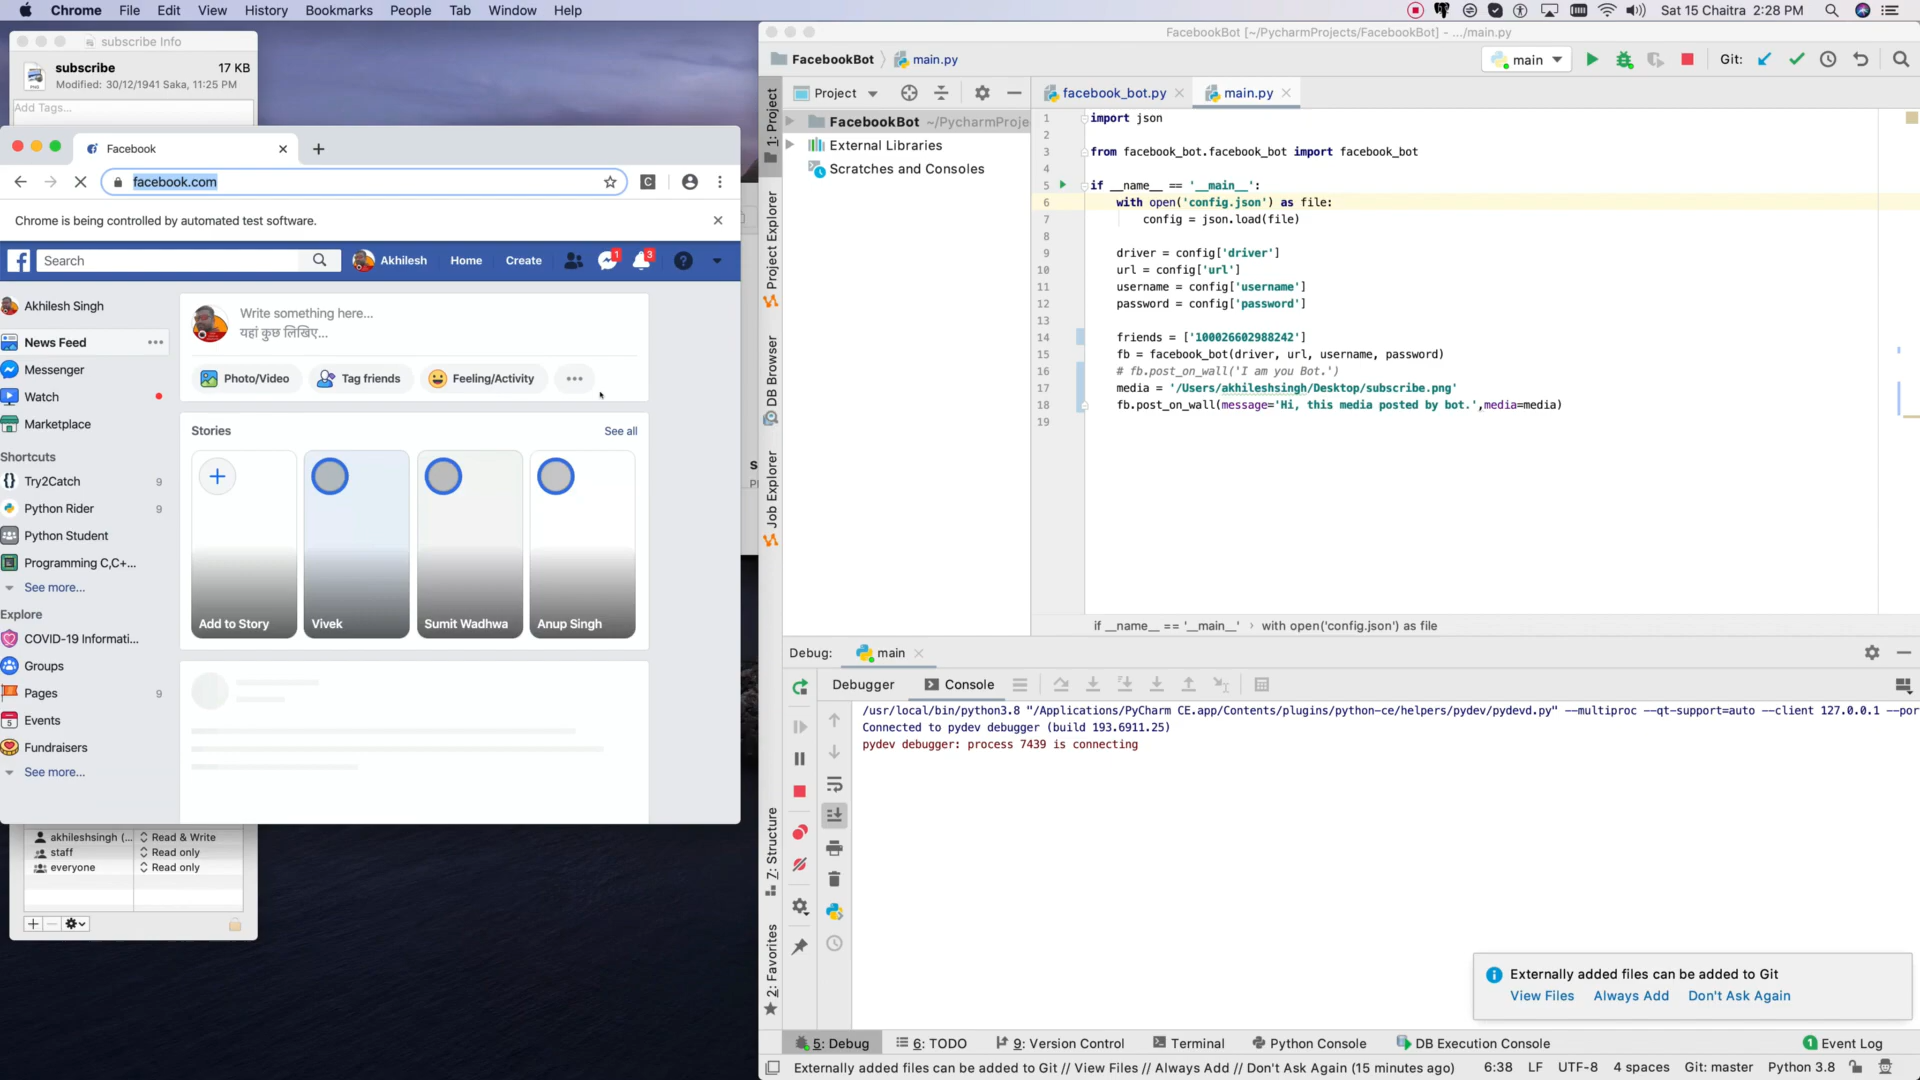 Chrome File Edit View History Bookmarks People Tab Window Help Sat 15 Chaitra 2:28 PM
subscribe Info
subscribe 17 KB
Modified: 30/12/1941 Saka, 11:25 PM
Add Tags...
Facebook
facebook.com
Chrome is being controlled by automated test software.
Search Akhilesh Home Create 1 3
Akhilesh Singh
News Feed
Messenger
Watch
Marketplace
Shortcuts
Try2Catch 9
Python Rider 9
Python Student
Programming C,C+...
See more...
Explore
COVID-19 Informati...
Groups
Pages 9
Events
Fundraisers
See more...
Write something here...
यहां कुछ लिखिए...
Photo/Video Tag friends Feeling/Activity
Stories See all
Add to Story Vivek Sumit Wadhwa Anup Singh
akhileshsingh (... Read & Write
staff Read only
everyone Read only
FacebookBot [~/PycharmProjects/FacebookBot] - .../main.py
FacebookBot main.py main Git:
1: Project
Project Explorer
DB Browser
Job Explorer
7: Structure
2: Favorites
Project
FacebookBot ~/PycharmProje
External Libraries
Scratches and Consoles
facebook_bot.py main.py
1 import json
2
3 from facebook_bot.facebook_bot import facebook_bot
4
5 if __name__ == '__main__':
6 with open('config.json') as file:
7 config = json.load(file)
8
9 driver = config['driver']
10 url = config['url']
11 username = config['username']
12 password = config['password']
13
14 friends = ['100026602988242']
15 fb = facebook_bot(driver, url, username, password)
16 # fb.post_on_wall('I am you Bot.')
17 media = '/Users/akhileshsingh/Desktop/subscribe.png'
18 fb.post_on_wall(message='Hi, this media posted by bot.',media=media)
19
if __name__ == '__main__' › with open('config.json') as file
Debug: main
Debugger Console
/usr/local/bin/python3.8 "/Applications/PyCharm CE.app/Contents/plugins/python-ce/helpers/pydev/pydevd.py" --multiproc --qt-support=auto --client 127.0.0.1 --por
Connected to pydev debugger (build 193.6911.25)
pydev debugger: process 7439 is connecting
Externally added files can be added to Git
View Files Always Add Don't Ask Again
5: Debug 6: TODO 9: Version Control Terminal Python Console DB Execution Console 1 Event Log
Externally added files can be added to Git // View Files // Always Add // Don't Ask Again (15 minutes ago) 6:38 LF UTF-8 4 spaces Git: master Python 3.8